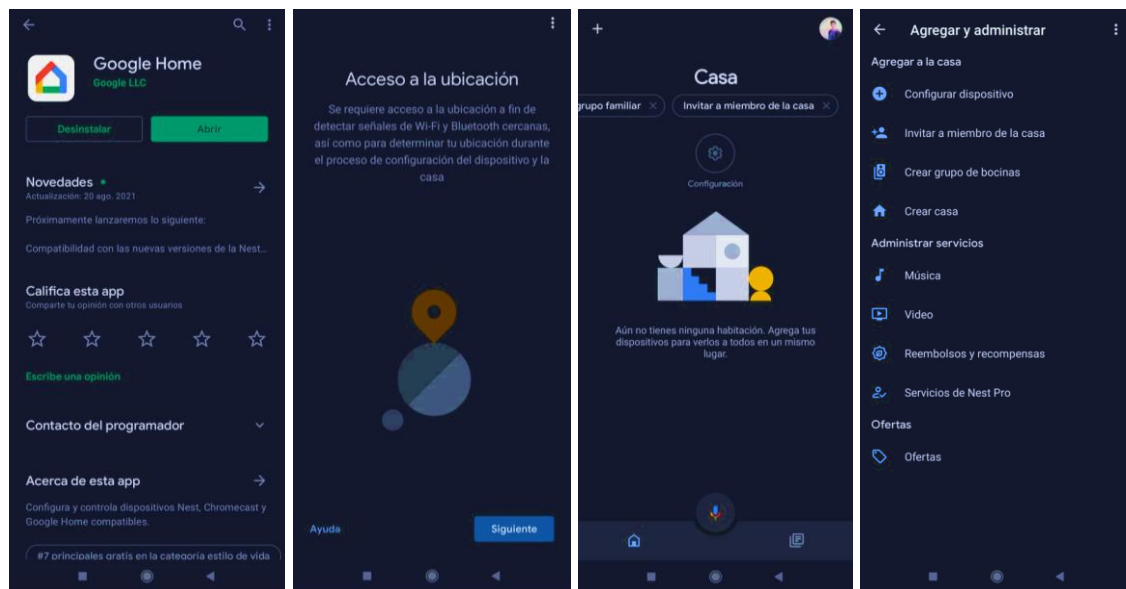 Google Home
Google LLC
Desinstalar
Abrir
Novedades
Actualización: 20 ago. 2021
Próximamente lanzaremos lo siguiente:
Compatibilidad con las nuevas versiones de la Nest…
Califica esta app
Comparte tu opinión con otros usuarios
Escribe una opinión
Contacto del programador
Acerca de esta app
Configura y controla dispositivos Nest, Chromecast y
Google Home compatibles.
#7 principales gratis en la categoría estilo de vida
Acceso a la ubicación
Se requiere acceso a la ubicación a fin de
detectar señales de Wi-Fi y Bluetooth cercanas,
así como para determinar tu ubicación durante
el proceso de configuración del dispositivo y la
casa
Ayuda
Siguiente
Casa
grupo familiar
Invitar a miembro de la casa
Configuración
Aún no tienes ninguna habitación. Agrega tus
dispositivos para verlos a todos en un mismo
lugar.
Agregar y administrar
Agregar a la casa
Configurar dispositivo
Invitar a miembro de la casa
Crear grupo de bocinas
Crear casa
Administrar servicios
Música
Video
Reembolsos y recompensas
Servicios de Nest Pro
Ofertas
Ofertas